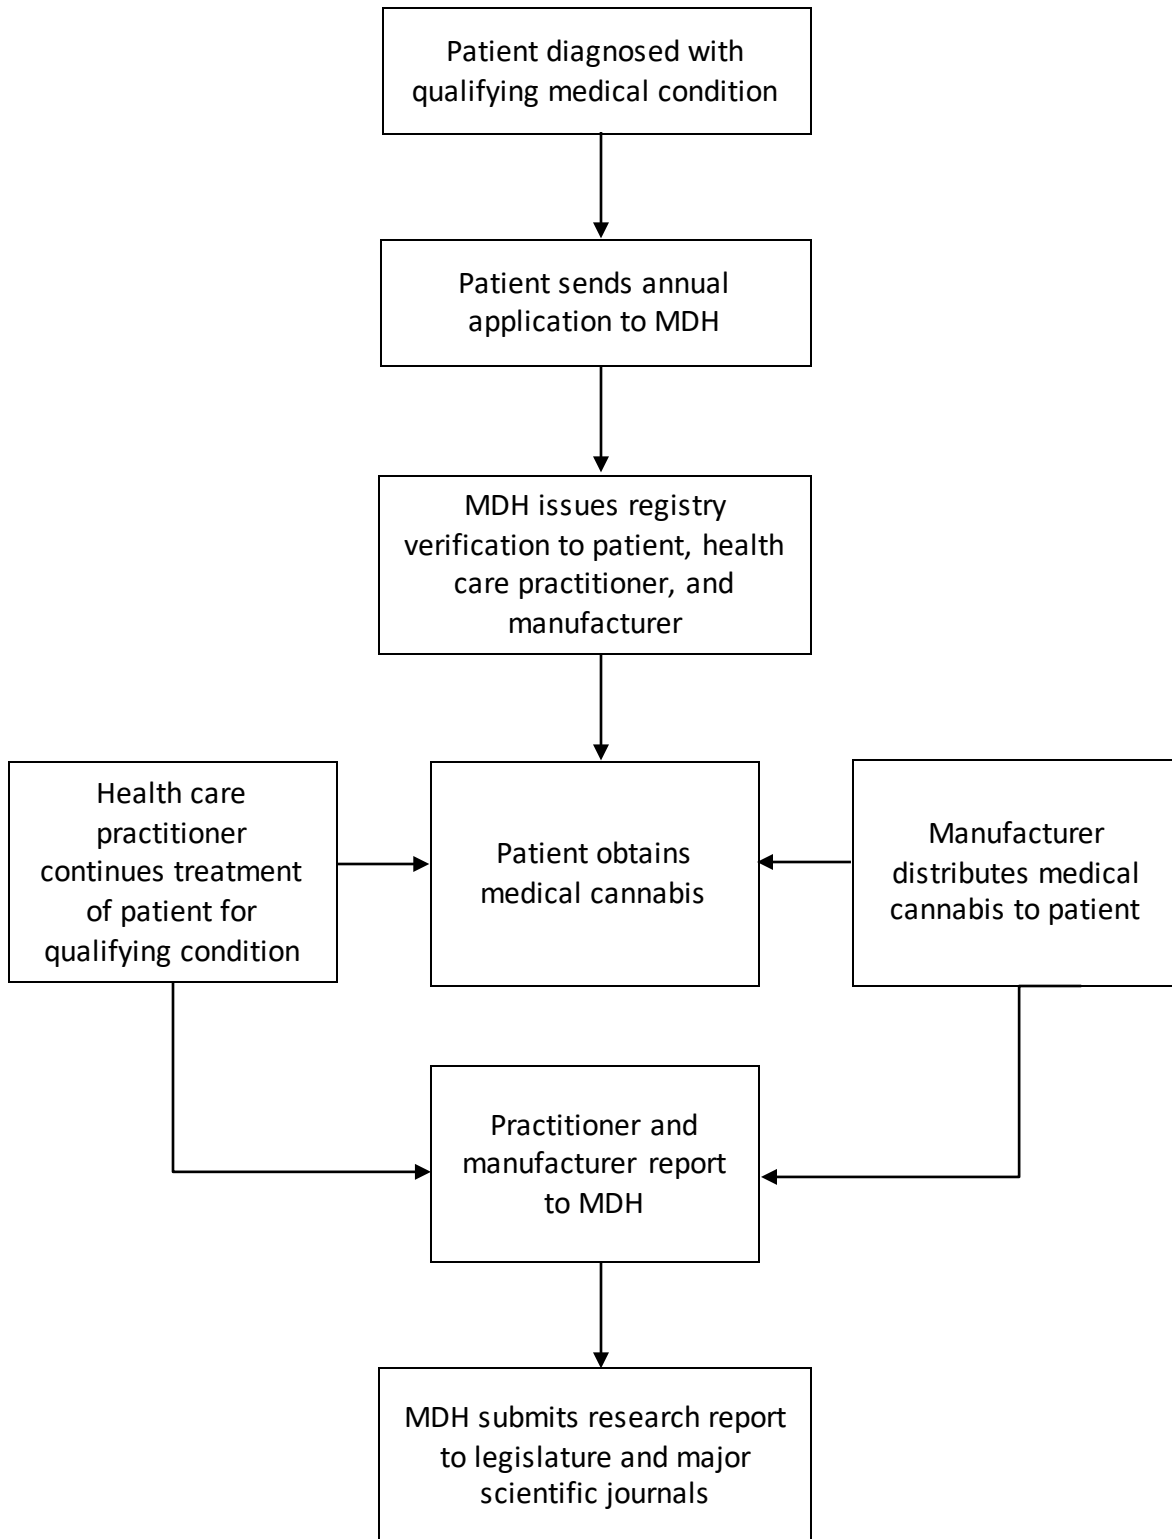 Patient diagnosed with
qualifying medical condition
Patient sends annual
application to MDH
MDH issues registry
verification to patient, health
care practitioner, and
manufacturer
Health care
practitioner
continues treatment
of patient for
qualifying condition
Patient obtains
medical cannabis
Manufacturer
distributes medical
cannabis to patient
Practitioner and
manufacturer report
to MDH
MDH submits research report
to legislature and major
scientific journals